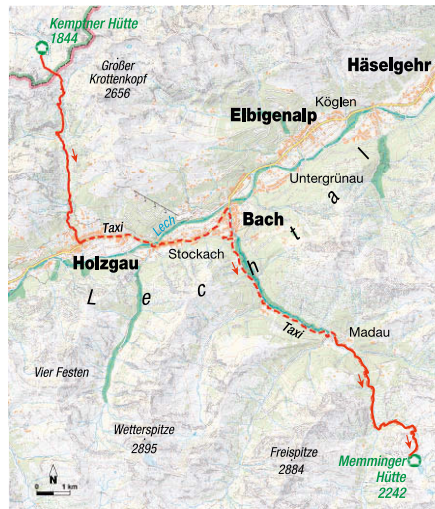 Kemptner Hütte
1844
Großer
Krottenkopf
2656
Häselgehr
Köglen
Elbigenalp
Untergrünau
Lech
Taxi
Bach
Stockach
Holzgau
L e c h t a l
Taxi
Madau
Vier Festen
Wetterspitze
2895
Freispitze
2884
Memminger
Hütte
2242
N
0 1 km